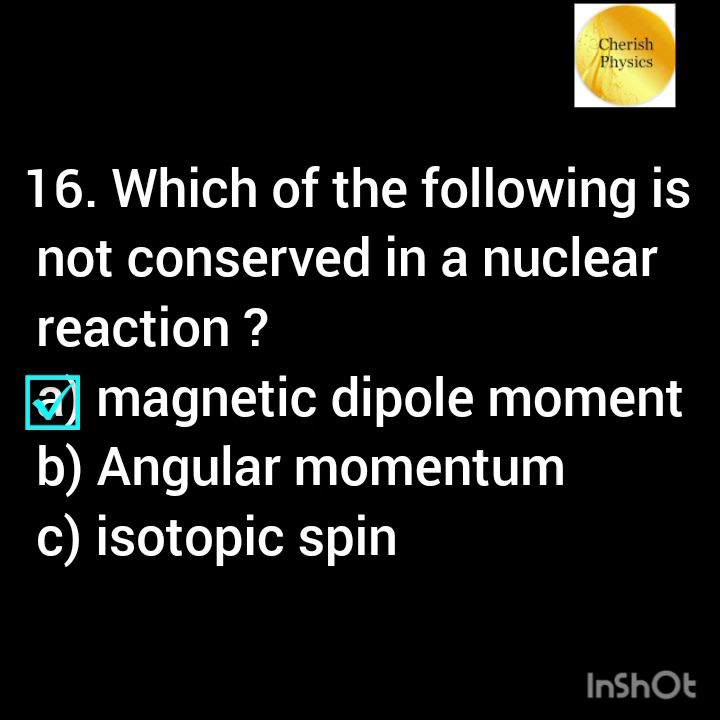 Cherish
Physics
16. Which of the following is
not conserved in a nuclear
reaction ?
a) magnetic dipole moment
b) Angular momentum
c) isotopic spin
InShOt